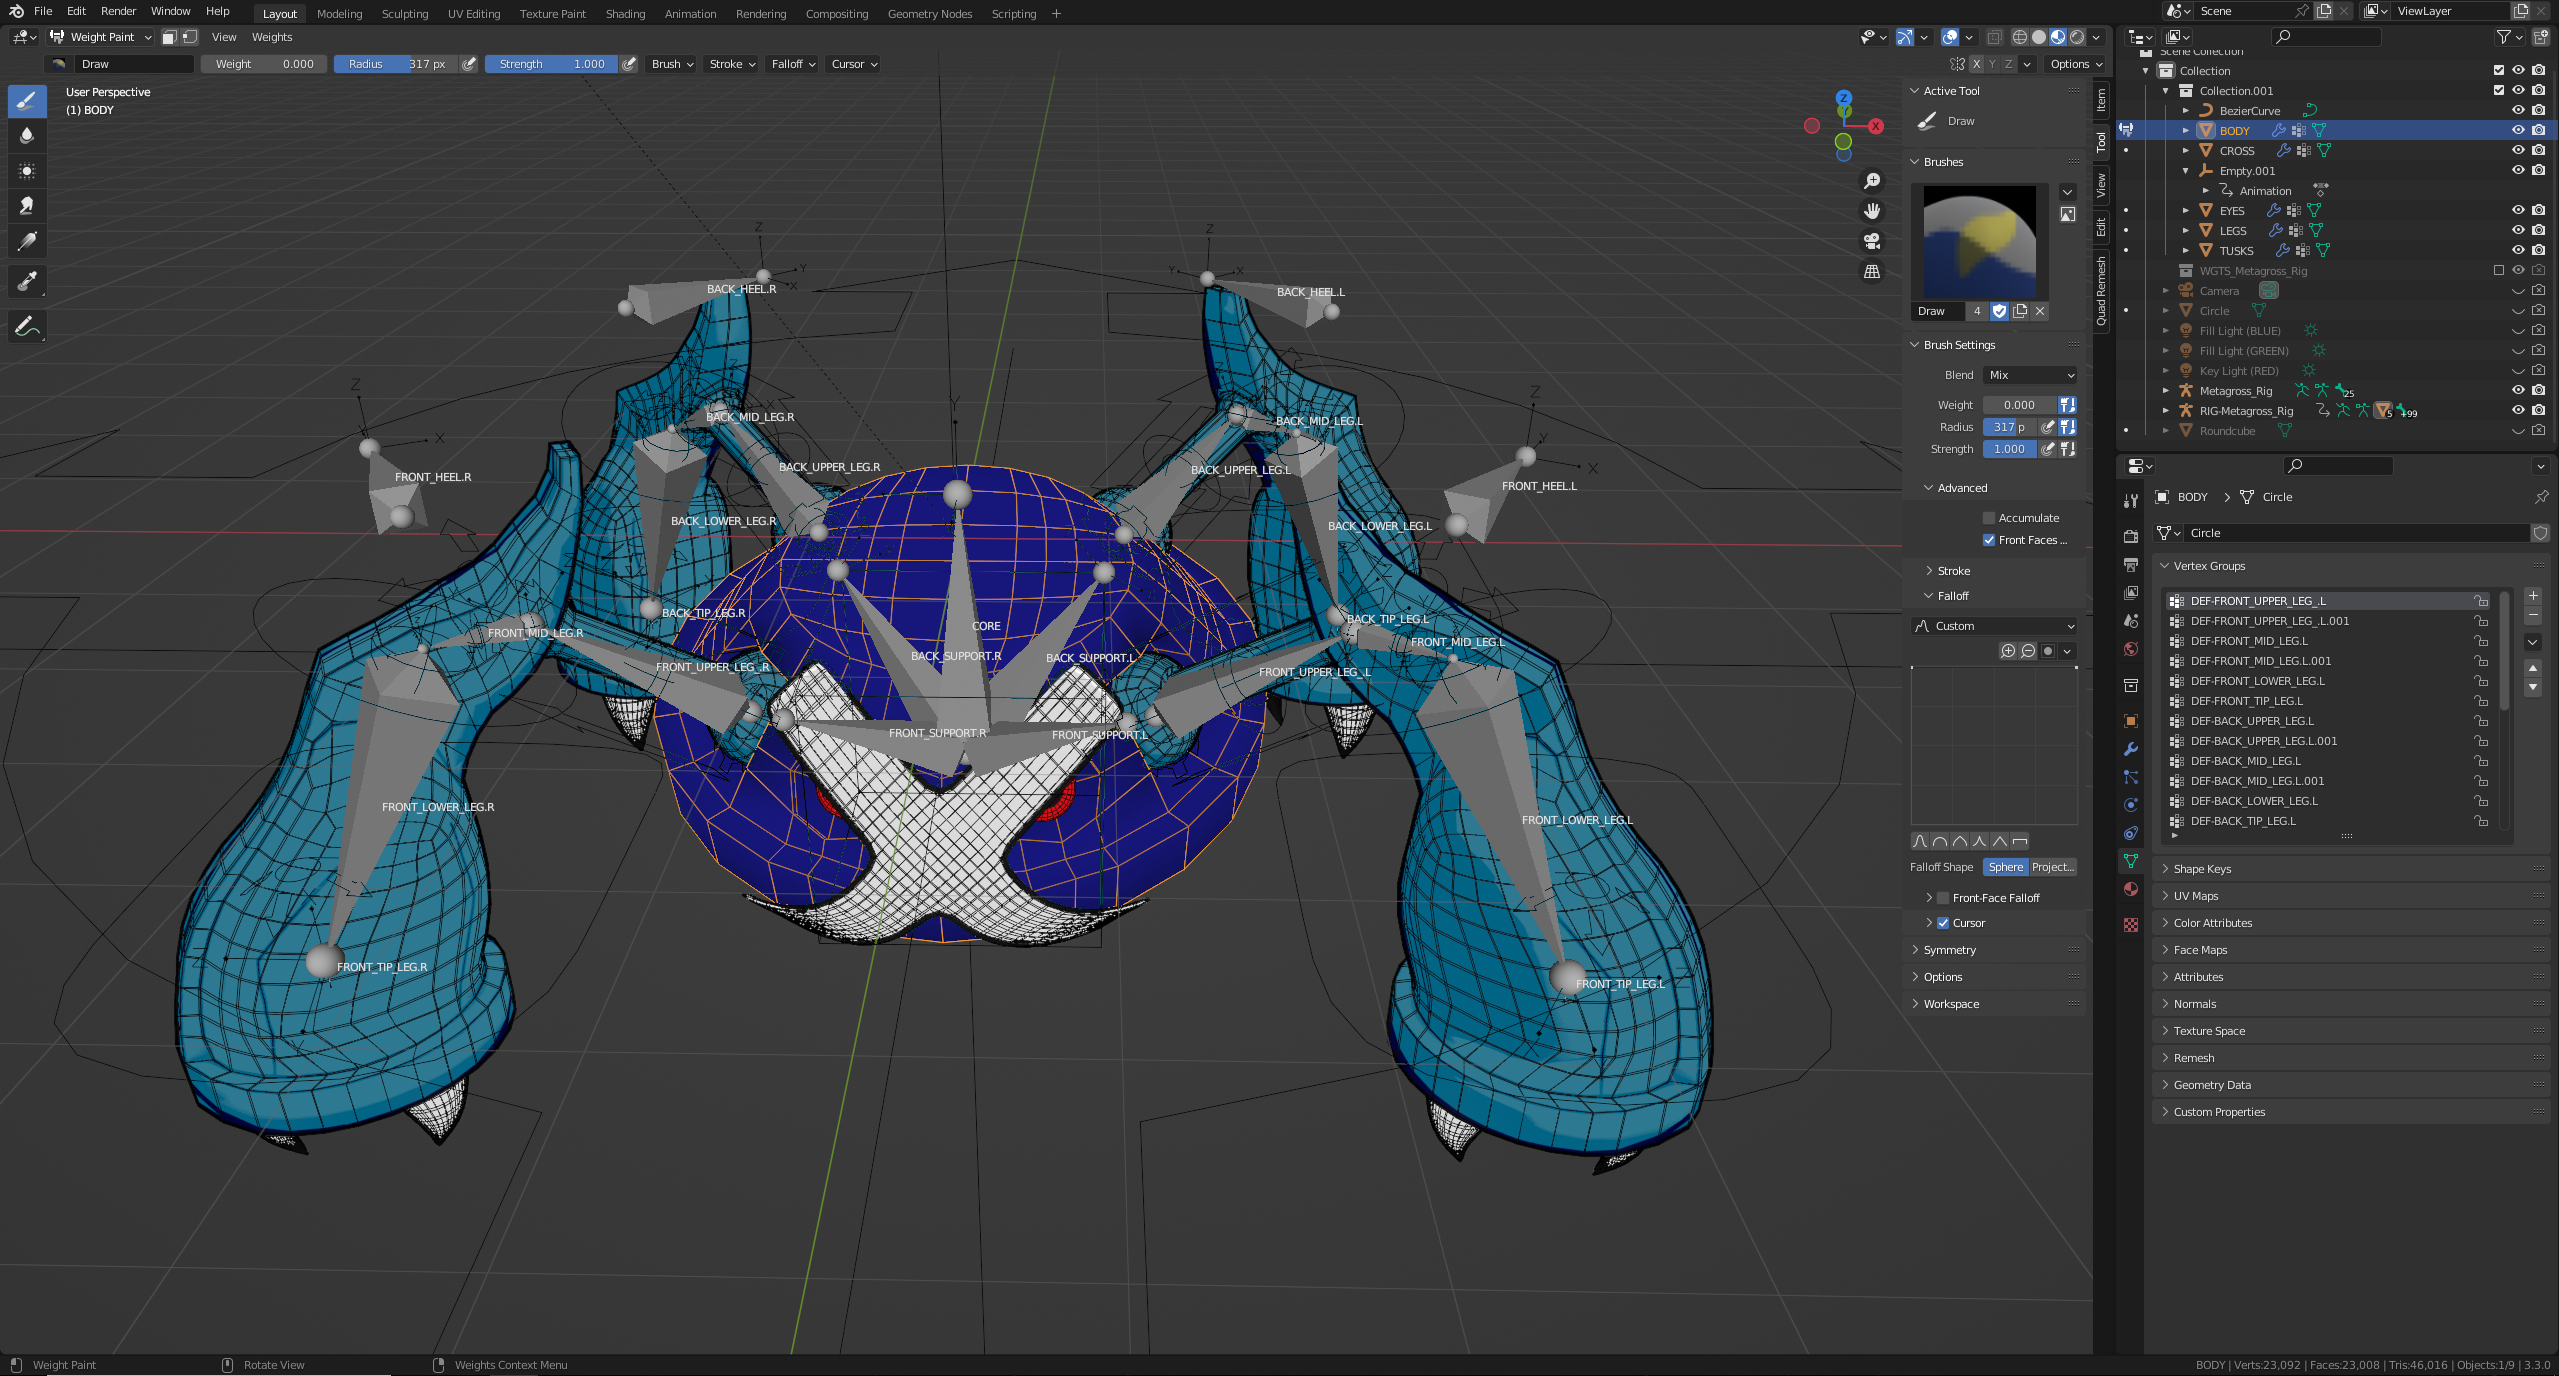 File Edit Render Window Help Layout Modeling Sculpting UV Editing Texture Paint Shading Animation Rendering Compositing Geometry Nodes Scripting +
Scene
ViewLayer
Weight Paint View Weights
Draw Weight 0.000 Radius 317 px Strength 1.000 Brush Stroke Falloff Cursor
X Y Z Options
User Perspective
(1) BODY
Z
X
Z
Y
X
BACK_HEEL.R
Z
Y
X
BACK_HEEL.L
Z
X
FRONT_HEEL.R
Z
Y
X
FRONT_HEEL.L
BACK_MID_LEG.R
BACK_MID_LEG.L
BACK_UPPER_LEG.R
BACK_UPPER_LEG.L
BACK_LOWER_LEG.R
BACK_LOWER_LEG.L
BACK_TIP_LEG.R
BACK_TIP_LEG.L
CORE
FRONT_MID_LEG.R
FRONT_MID_LEG.L
BACK_SUPPORT.R
BACK_SUPPORT.L
FRONT_UPPER_LEG_.R
FRONT_UPPER_LEG_.L
FRONT_SUPPORT.R
FRONT_SUPPORT.L
FRONT_LOWER_LEG.R
FRONT_LOWER_LEG.L
FRONT_TIP_LEG.R
FRONT_TIP_LEG.L
Active Tool
Draw
Brushes
Draw 4
Brush Settings
Blend Mix
Weight 0.000
Radius 317 p
Strength 1.000
Advanced
Accumulate
Front Faces ...
Stroke
Falloff
Custom
Falloff Shape Sphere Project...
Front-Face Falloff
Cursor
Symmetry
Options
Workspace
Item
Tool
View
Edit
Quad Remesh
Scene Collection
Collection
Collection.001
BezierCurve
BODY
CROSS
Empty.001
Animation
EYES
LEGS
TUSKS
WGTS_Metagross_Rig
Camera
Circle
Fill Light (BLUE)
Fill Light (GREEN)
Key Light (RED)
Metagross_Rig 25
RIG-Metagross_Rig 5 +99
Roundcube
BODY > Circle
Circle
Vertex Groups
DEF-FRONT_UPPER_LEG_.L
DEF-FRONT_UPPER_LEG_.L.001
DEF-FRONT_MID_LEG.L
DEF-FRONT_MID_LEG.L.001
DEF-FRONT_LOWER_LEG.L
DEF-FRONT_TIP_LEG.L
DEF-BACK_UPPER_LEG.L
DEF-BACK_UPPER_LEG.L.001
DEF-BACK_MID_LEG.L
DEF-BACK_MID_LEG.L.001
DEF-BACK_LOWER_LEG.L
DEF-BACK_TIP_LEG.L
Shape Keys
UV Maps
Color Attributes
Face Maps
Attributes
Normals
Texture Space
Remesh
Geometry Data
Custom Properties
Weight Paint Rotate View Weights Context Menu
BODY | Verts:23,092 | Faces:23,008 | Tris:46,016 | Objects:1/9 | 3.3.0